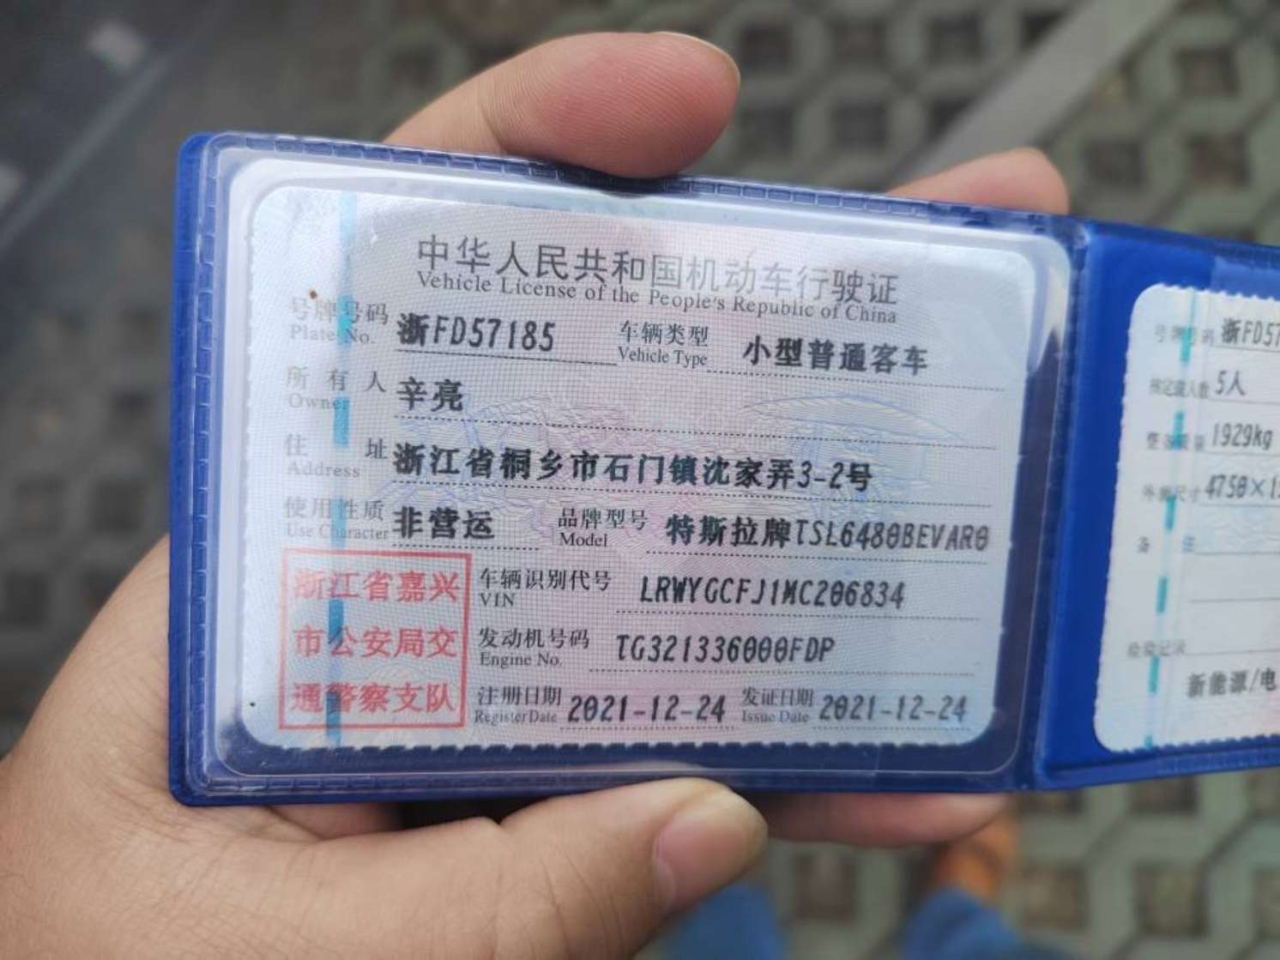 中华人民共和国机动车行驶证
Vehicle License of the People's Republic of China
号牌号码 浙FD57185 车辆类型 小型普通客车
Plate No. Vehicle Type
所有人 辛亮
Owner
住址 浙江省桐乡市石门镇沈家弄3-2号
Address
使用性质 非营运 品牌型号 特斯拉牌TSL6480BEVAR0
Use Character Model
浙江省嘉兴
市公安局交
通警察支队
车辆识别代号 LRWYGCFJ1MC206834
VIN
发动机号码 TG321336000FDP
Engine No.
注册日期 2021-12-24 发证日期 2021-12-24
Register Date Issue Date
号牌号码 浙FD57
核定载人数 5人
整备质量 1929kg
外廓尺寸 4750×1
备注
检验记录
新能源/电